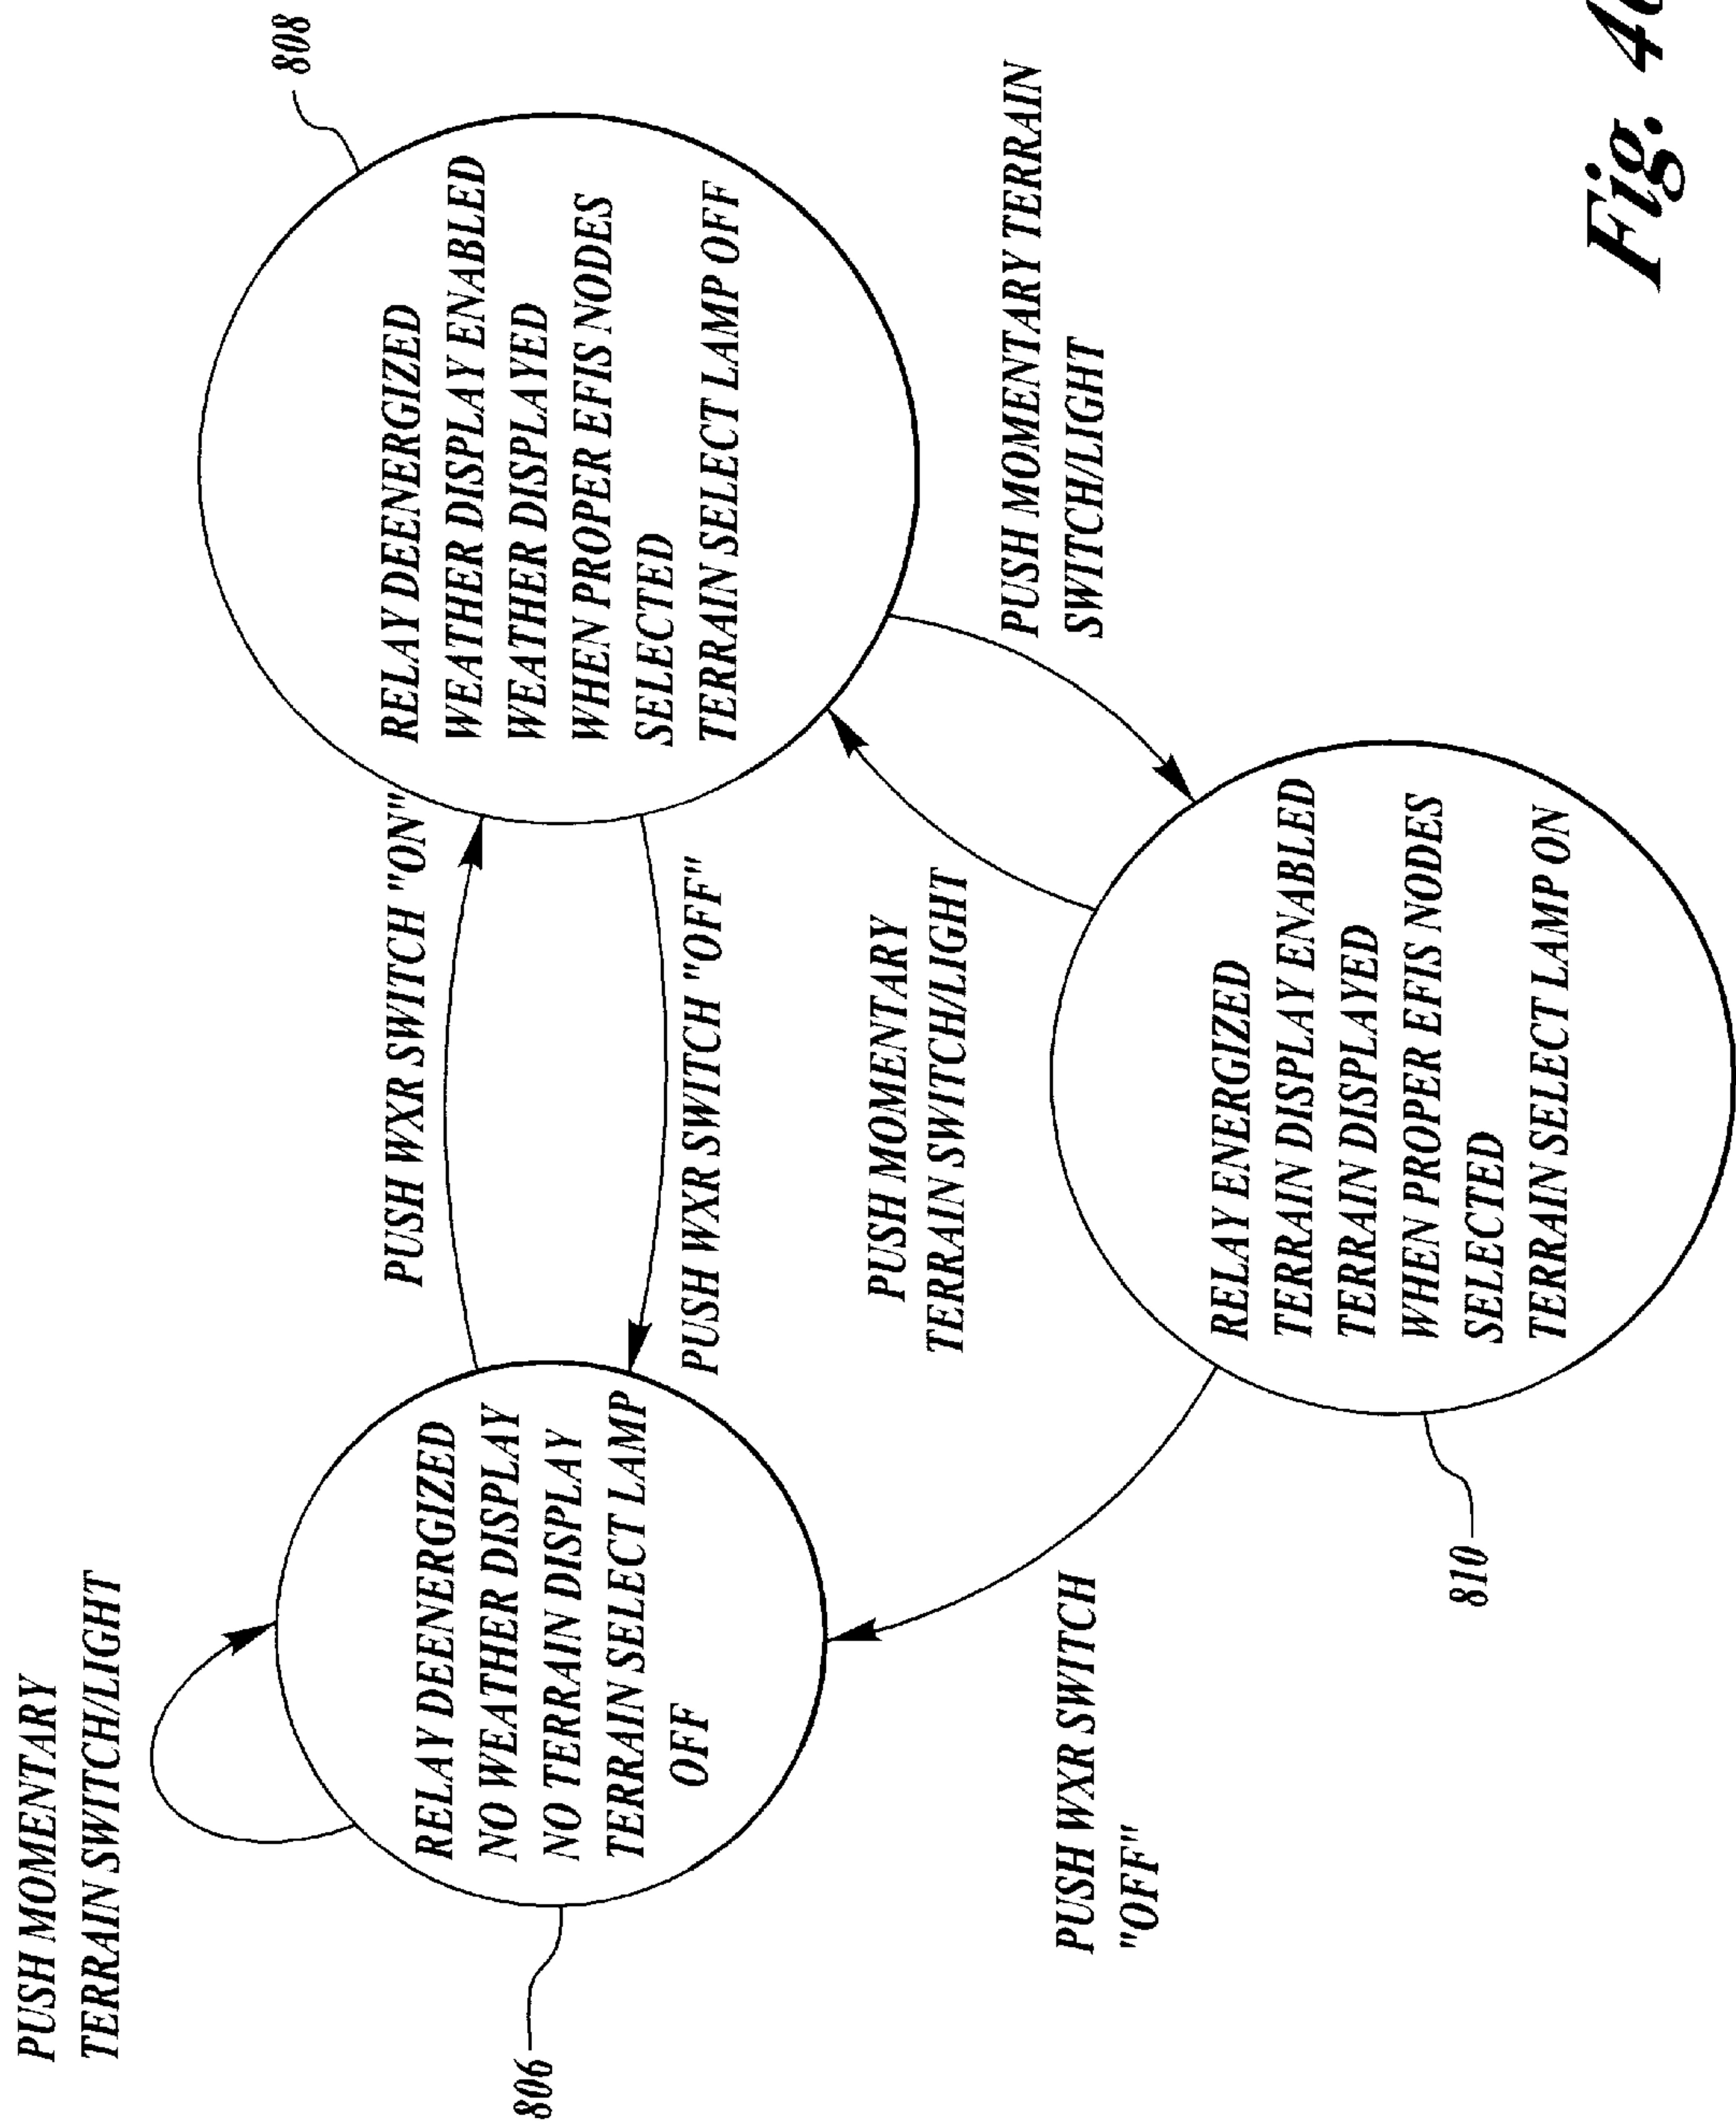 PUSH MOMENTARY
TERRAIN SWITCH/LIGHT
806
RELAY DEENERGIZED
NO WEATHER DISPLAY
NO TERRAIN DISPLAY
TERRAIN SELECT LAMP
OFF
PUSH WXR SWITCH "ON"
PUSH WXR SWITCH "OFF"
808
RELAY DEENERGIZED
WEATHER DISPLAY ENABLED
WEATHER DISPLAYED
WHEN PROPER EFIS NODES
SELECTED
TERRAIN SELECT LAMP OFF
PUSH MOMENTARY
TERRAIN SWITCH/LIGHT
PUSH MOMENTARY TERRAIN
SWITCH/LIGHT
PUSH WXR SWITCH
"OFF"
810
RELAY ENERGIZED
TERRAIN DISPLAY ENABLED
TERRAIN DISPLAYED
WHEN PROPER EFIS NODES
SELECTED
TERRAIN SELECT LAMP ON
Fig.